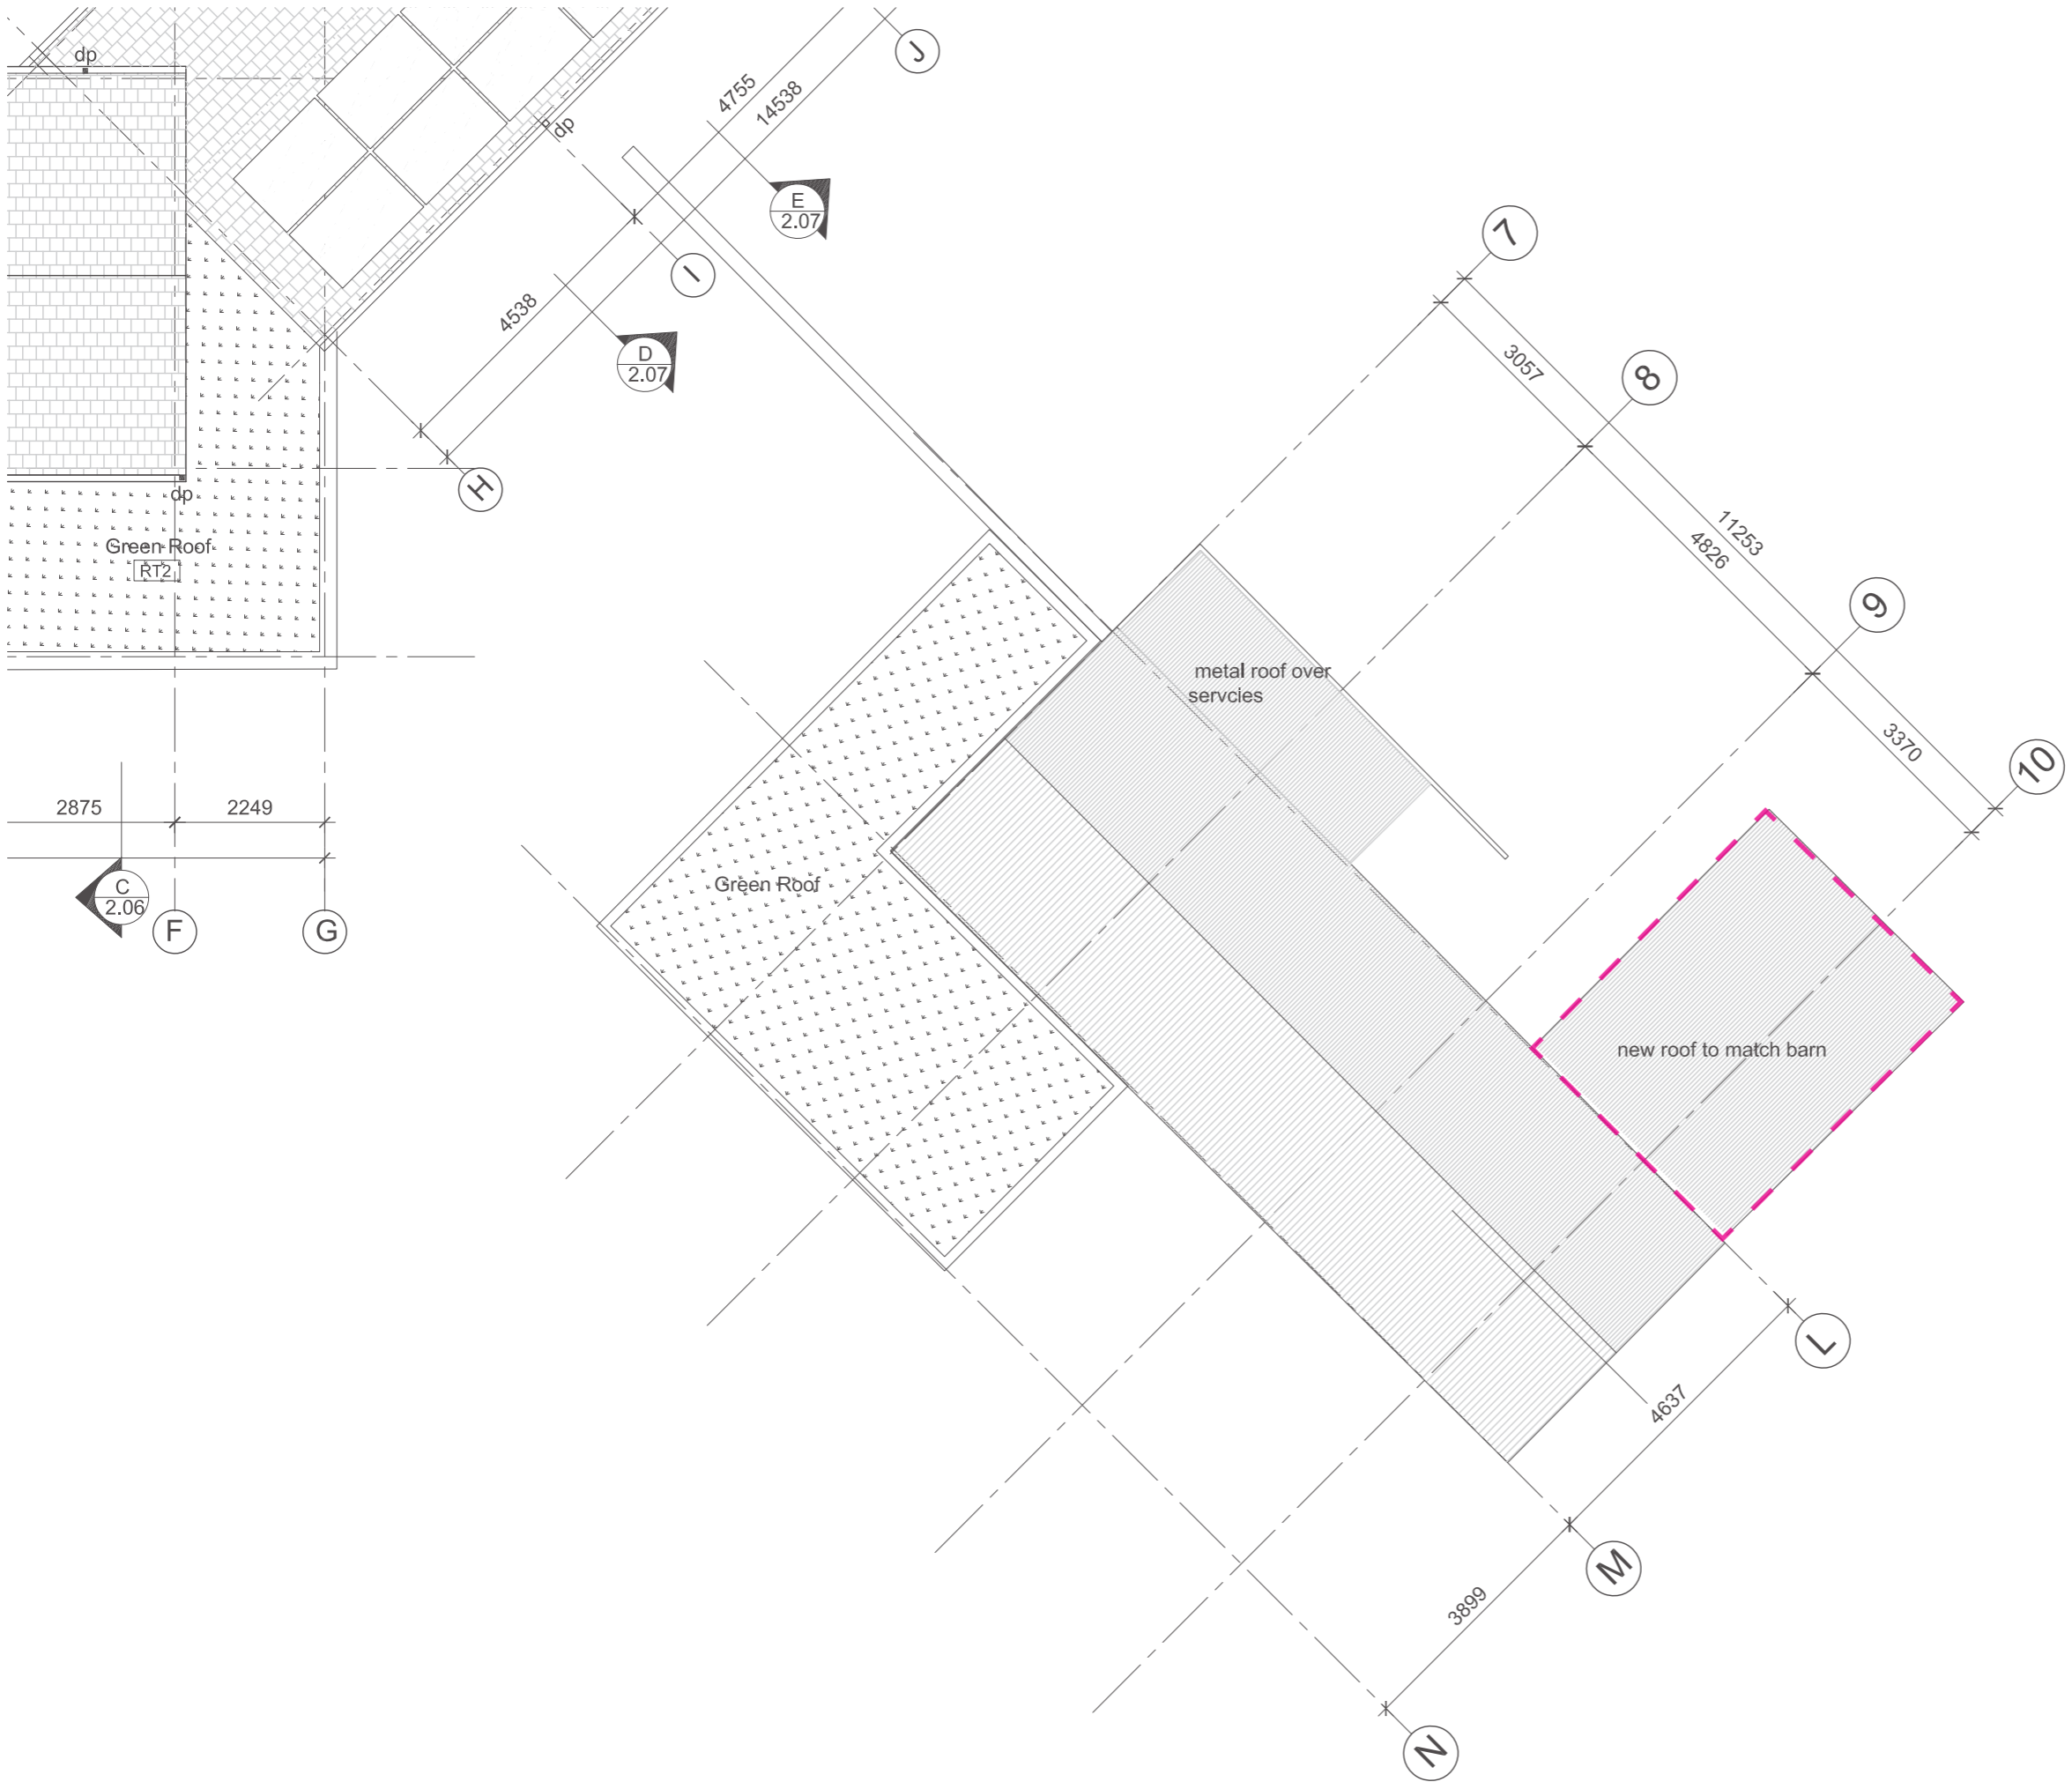 dp
J
4755
14538
dp
E
2.07
7
I
4538
D
2.07
3057
8
H
dp
Green Roof
RT2
11253
4826
9
metal roof over
servcies
3370
10
2875
2249
Green Roof
C
2.06
F
G
new roof to match barn
L
4637
M
3899
N